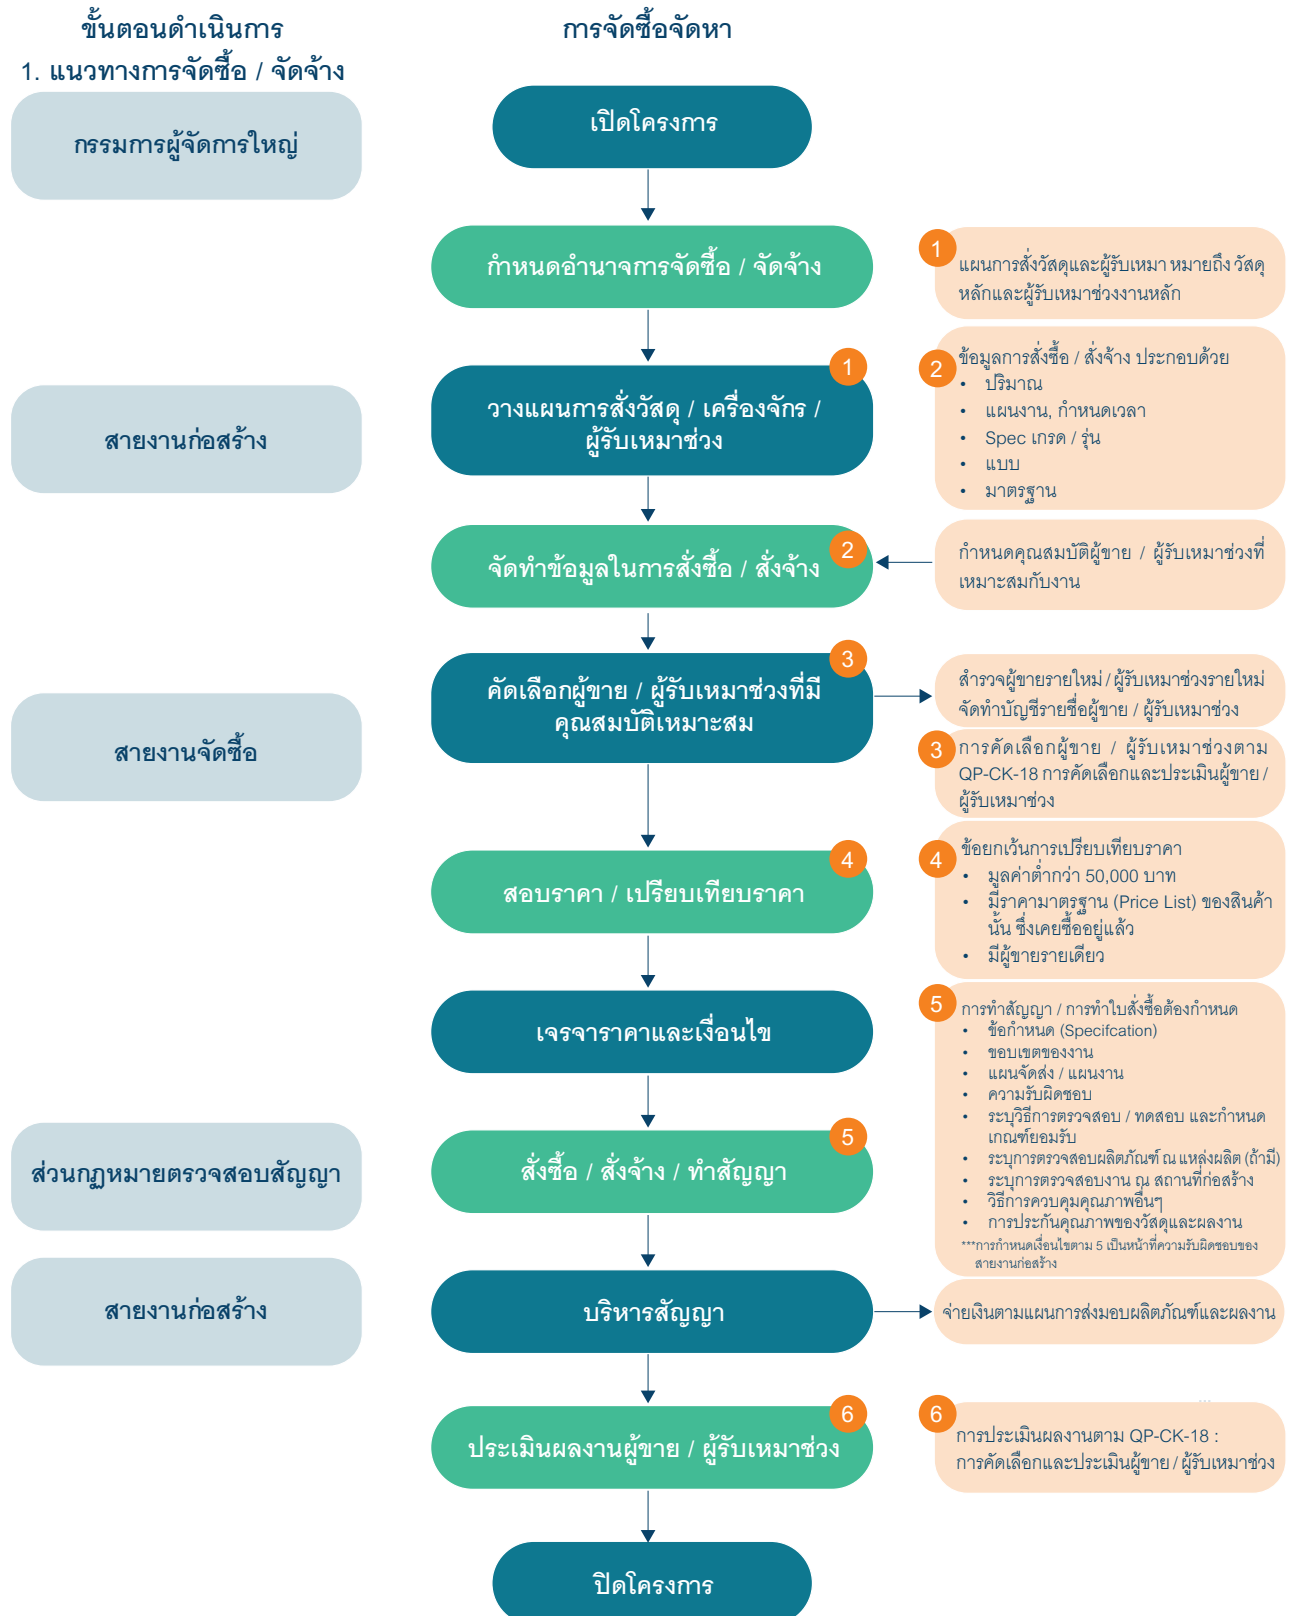 ขั้นตอนดำเนินการ
1. แนวทางการจัดซื้อ / จัดจ้าง
การจัดซื้อจัดหา
กรรมการผู้จัดการใหญ่
เปิดโครงการ
กำหนดอำนาจการจัดซื้อ / จัดจ้าง
1
แผนการสั่งวัสดุและผู้รับเหมา หมายถึง วัสดุ
หลักและผู้รับเหมาช่วงงานหลัก
สายงานก่อสร้าง
1
วางแผนการสั่งวัสดุ / เครื่องจักร /
ผู้รับเหมาช่วง
2
ข้อมูลการสั่งซื้อ / สั่งจ้าง ประกอบด้วย
• ปริมาณ
• แผนงาน, กำหนดเวลา
• Spec เกรด / รุ่น
• แบบ
• มาตรฐาน
2
จัดทำข้อมูลในการสั่งซื้อ / สั่งจ้าง
กำหนดคุณสมบัติผู้ขาย / ผู้รับเหมาช่วงที่
เหมาะสมกับงาน
สายงานจัดซื้อ
3
คัดเลือกผู้ขาย / ผู้รับเหมาช่วงที่มี
คุณสมบัติเหมาะสม
สำรวจผู้ขายรายใหม่ / ผู้รับเหมาช่วงรายใหม่
จัดทำบัญชีรายชื่อผู้ขาย / ผู้รับเหมาช่วง
3
การคัดเลือกผู้ขาย / ผู้รับเหมาช่วงตาม
QP-CK-18 การคัดเลือกและประเมินผู้ขาย /
ผู้รับเหมาช่วง
4
สอบราคา / เปรียบเทียบราคา
4
ข้อยกเว้นการเปรียบเทียบราคา
• มูลค่าต่ำกว่า 50,000 บาท
• มีราคามาตรฐาน (Price List) ของสินค้า
นั้น ซึ่งเคยซื้ออยู่แล้ว
• มีผู้ขายรายเดียว
เจรจาราคาและเงื่อนไข
5
การทำสัญญา / การทำใบสั่งซื้อต้องกำหนด
• ข้อกำหนด (Specifcation)
• ขอบเขตของงาน
• แผนจัดส่ง / แผนงาน
• ความรับผิดชอบ
• ระบุวิธีการตรวจสอบ / ทดสอบ และกำหนด
เกณฑ์ยอมรับ
• ระบุการตรวจสอบผลิตภัณฑ์ ณ แหล่งผลิต (ถ้ามี)
• ระบุการตรวจสอบงาน ณ สถานที่ก่อสร้าง
• วิธีการควบคุมคุณภาพอื่นๆ
• การประกันคุณภาพของวัสดุและผลงาน
***การกำหนดเงื่อนไขตาม 5 เป็นหน้าที่ความรับผิดชอบของ
สายงานก่อสร้าง
ส่วนกฎหมายตรวจสอบสัญญา
5
สั่งซื้อ / สั่งจ้าง / ทำสัญญา
สายงานก่อสร้าง
บริหารสัญญา
จ่ายเงินตามแผนการส่งมอบผลิตภัณฑ์และผลงาน
6
ประเมินผลงานผู้ขาย / ผู้รับเหมาช่วง
6
การประเมินผลงานตาม QP-CK-18 :
การคัดเลือกและประเมินผู้ขาย / ผู้รับเหมาช่วง
ปิดโครงการ